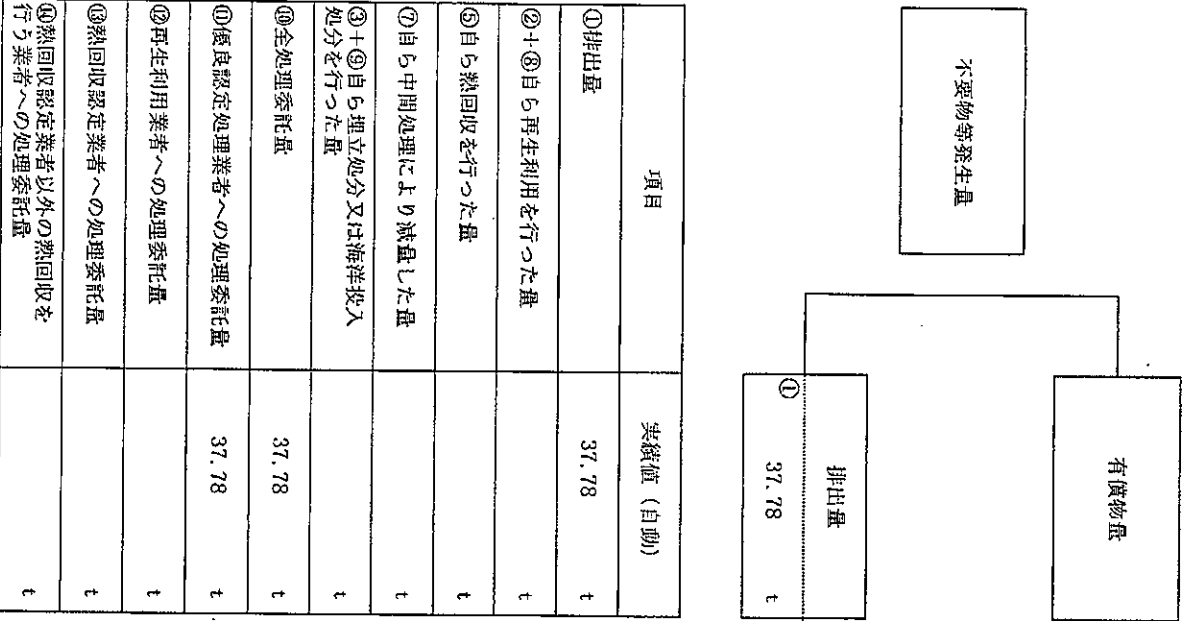 不要物等発生量
有償物量
排出量
① 37.78 t
項目 実績値（自動）
①排出量 37.78 t
②＋⑧自ら再生利用を行った量 t
⑤自ら熱回収を行った量 t
⑦自ら中間処理により減量した量 t
③＋⑨自ら埋立処分又は海洋投入
処分を行った量 t
⑩全処理委託量 37.78 t
⑪優良認定処理業者への処理委託量 37.78 t
⑫再生利用業者への処理委託量 t
⑬熱回収認定業者への処理委託量 t
⑭熱回収認定業者以外の熱回収を
行う業者への処理委託量 t